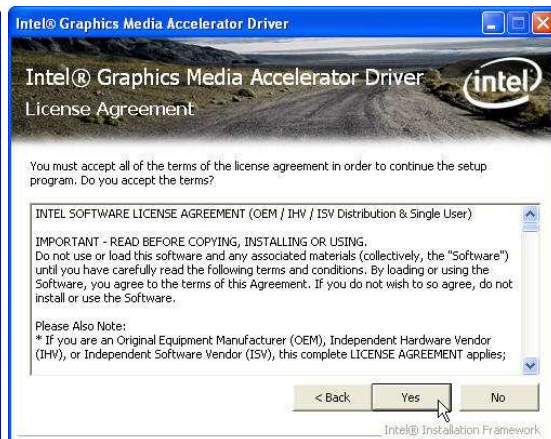 Intel® Graphics Media Accelerator Driver
Intel® Graphics Media Accelerator Driver
License Agreement
intel
You must accept all of the terms of the license agreement in order to continue the setup
program. Do you accept the terms?
INTEL SOFTWARE LICENSE AGREEMENT (OEM / IHV / ISV Distribution & Single User)
IMPORTANT - READ BEFORE COPYING, INSTALLING OR USING.
Do not use or load this software and any associated materials (collectively, the "Software")
until you have carefully read the following terms and conditions. By loading or using the
Software, you agree to the terms of this Agreement. If you do not wish to so agree, do not
install or use the Software.
Please Also Note:
* If you are an Original Equipment Manufacturer (OEM), Independent Hardware Vendor
(IHV), or Independent Software Vendor (ISV), this complete LICENSE AGREEMENT applies;
< Back Yes No
Intel® Installation Framework